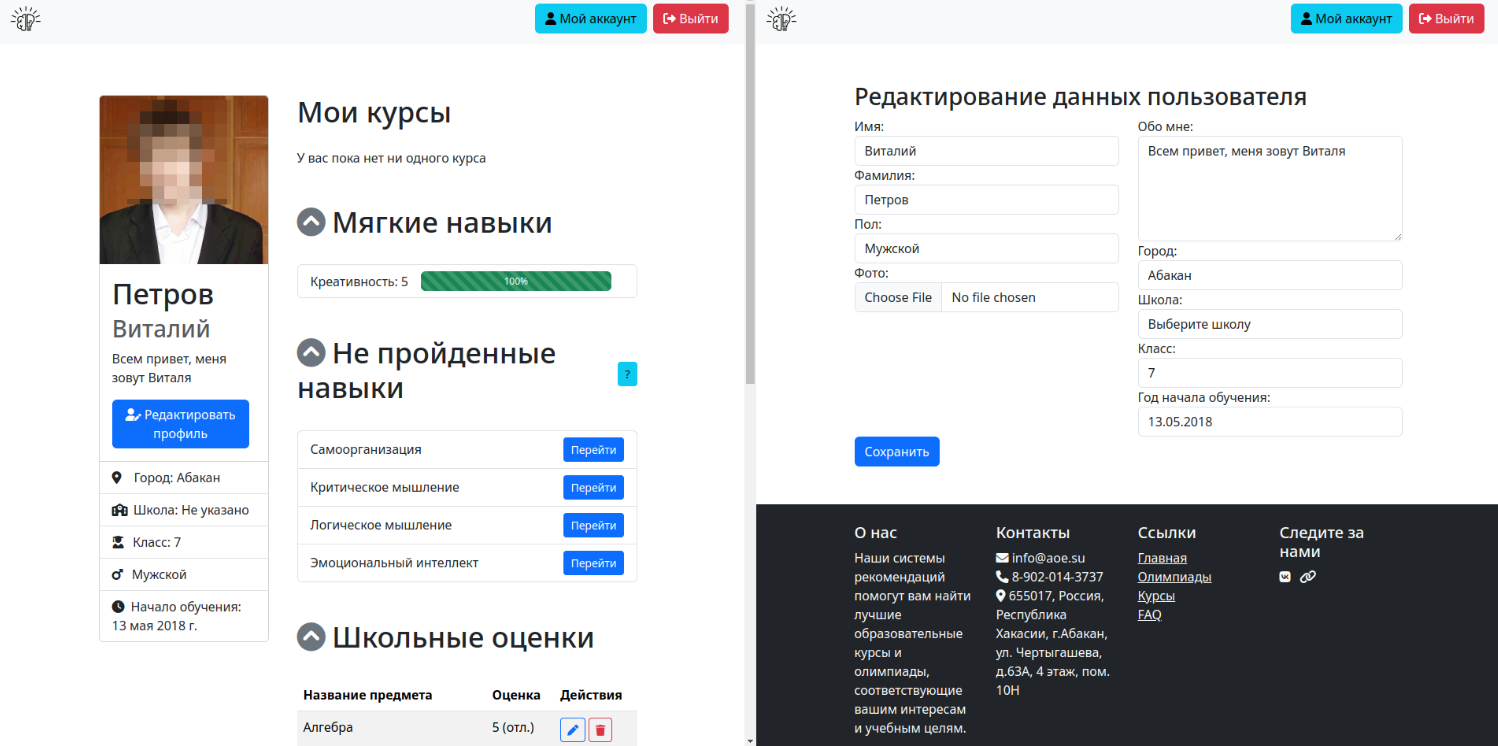 Мой аккаунт
Выйти
Мои курсы
У вас пока нет ни одного курса
Мягкие навыки
Креативность: 5
100%
Не пройденные
навыки
?
Самоорганизация
Перейти
Критическое мышление
Перейти
Логическое мышление
Перейти
Эмоциональный интеллект
Перейти
Школьные оценки
Название предмета Оценка Действия
Алгебра 5 (отл.)
Петров
Виталий
Всем привет, меня
зовут Виталя
Редактировать
профиль
Город: Абакан
Школа: Не указано
Класс: 7
Мужской
Начало обучения:
13 мая 2018 г.
Мой аккаунт
Выйти
Редактирование данных пользователя
Имя:
Виталий
Фамилия:
Петров
Пол:
Мужской
Фото:
Choose File No file chosen
Обо мне:
Всем привет, меня зовут Виталя
Город:
Абакан
Школа:
Выберите школу
Класс:
7
Год начала обучения:
13.05.2018
Сохранить
О нас
Наши системы
рекомендаций
помогут вам найти
лучшие
образовательные
курсы и
олимпиады,
соответствующие
вашим интересам
и учебным целям.
Контакты
info@aoe.su
8-902-014-3737
655017, Россия,
Республика
Хакасии, г.Абакан,
ул. Чертыгашева,
д.63А, 4 этаж, пом.
10Н
Ссылки
Главная
Олимпиады
Курсы
FAQ
Следите за
нами